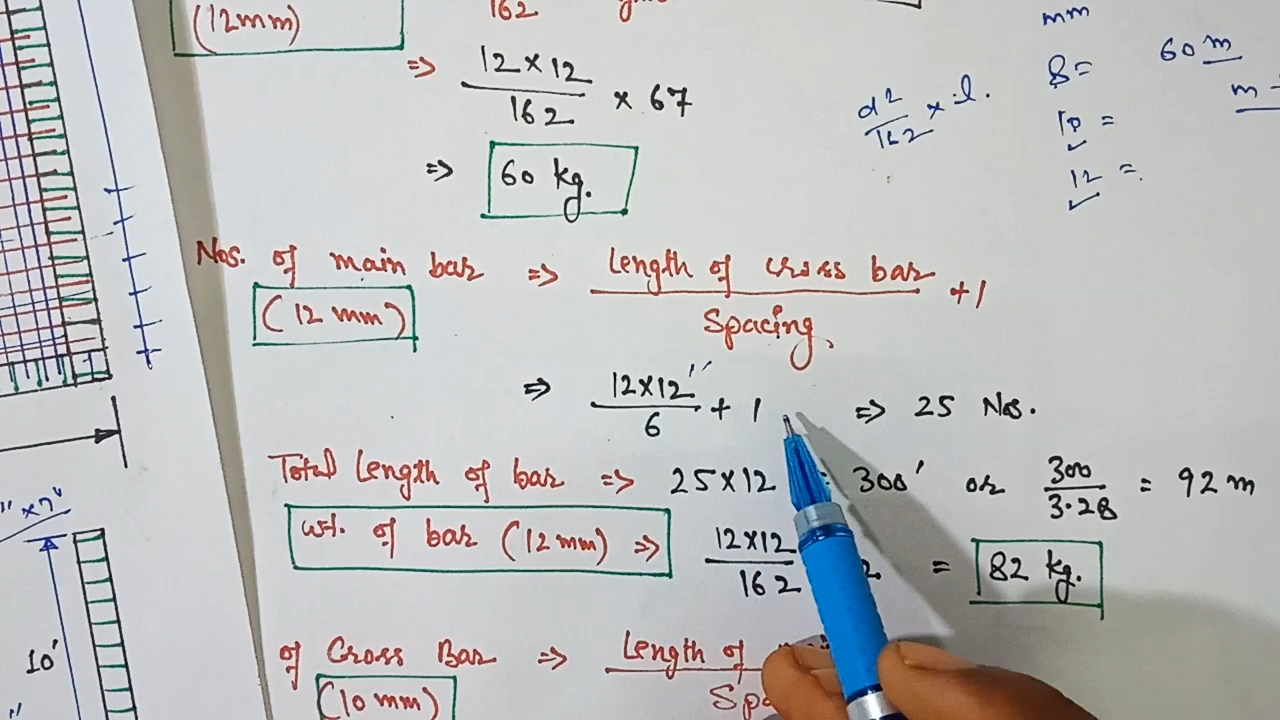 162
(12mm)
mm
⇒ 12×12/162 × 67
d²/162 × l.
8=
60 m
10 =
12 =
⇒ 60 kg.
Nos. of main bar ⇒ Length of cross bar/Spacing +1
(12 mm)
⇒ 12×12"/6 + 1 ⇒ 25 Nos.
Total Length of bar ⇒ 25×12 = 300' or 300/3.28 = 92 m
wt. of bar (12 mm) ⇒ 12×12/162 2 = 82 kg.
of Cross Bar ⇒ Length of
(10 mm)
10'